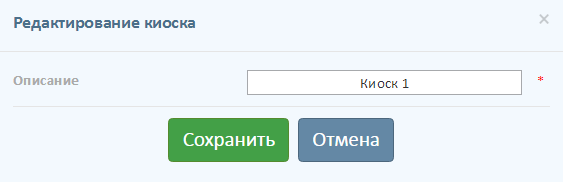 Редактирование киоска
×
Описание
Киоск 1
*
Сохранить
Отмена